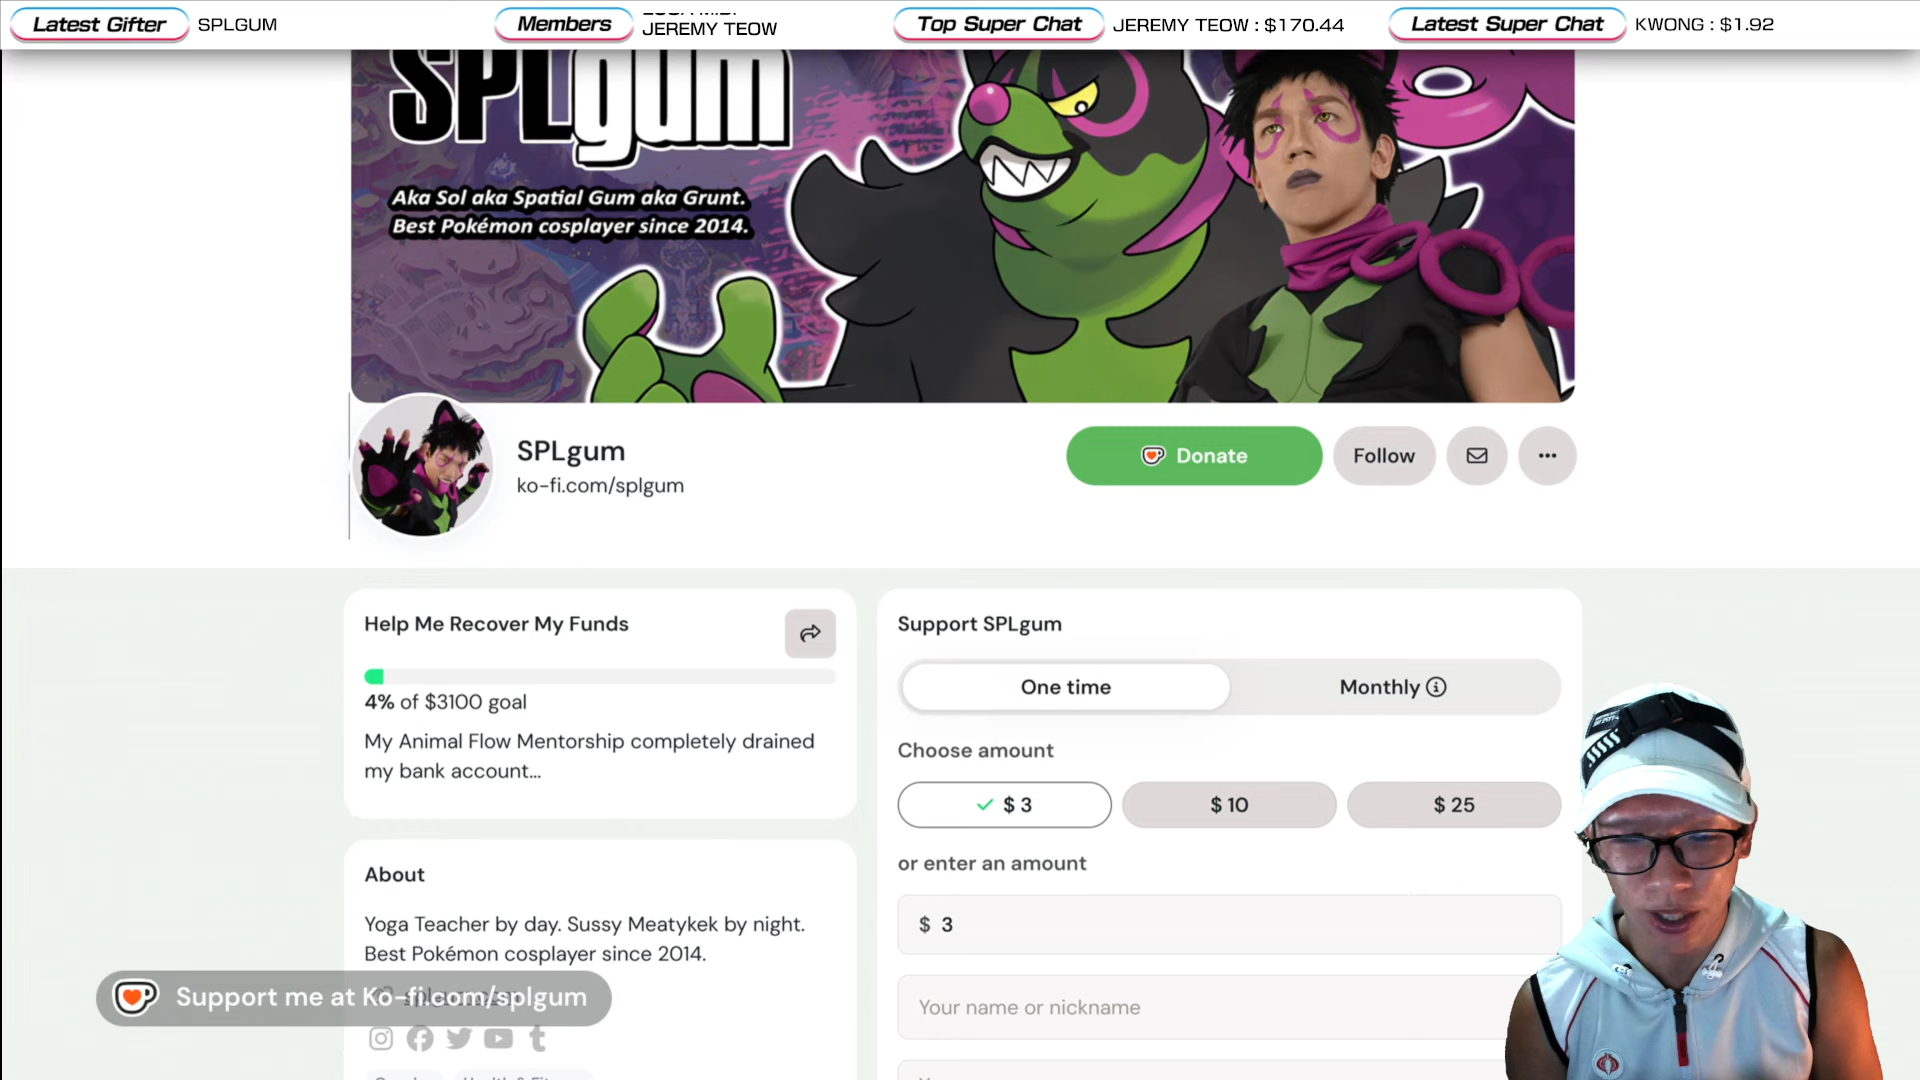 Latest Gifter SPLGUM
Members JEREMY TEOW
Top Super Chat JEREMY TEOW : $170.44
Latest Super Chat KWONG : $1.92
SPLgum
Aka Sol aka Spatial Gum aka Grunt.
Best Pokémon cosplayer since 2014.
SPLgum
ko-fi.com/splgum
Donate
Follow
Help Me Recover My Funds
4% of $3100 goal
My Animal Flow Mentorship completely drained
my bank account...
About
Yoga Teacher by day. Sussy Meatykek by night.
Best Pokémon cosplayer since 2014.
Support me at Ko-fi.com/splgum
Support SPLgum
One time
Monthly
Choose amount
$ 3
$ 10
$ 25
or enter an amount
$ 3
Your name or nickname